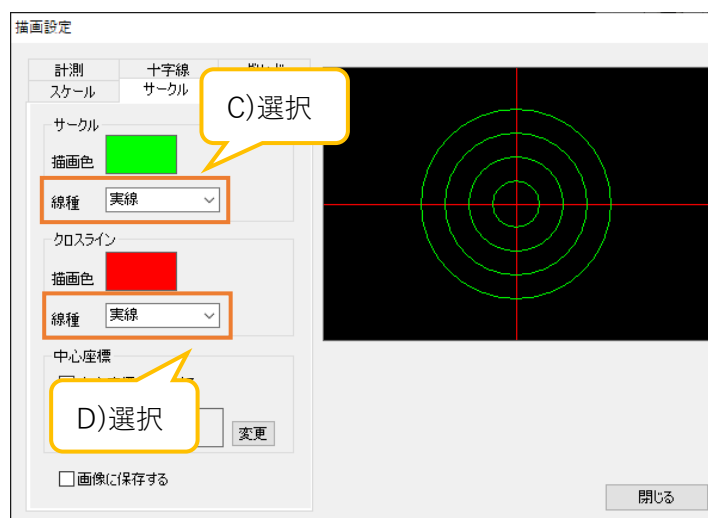 描画設定
計測 十字線
スケール サークル
C)選択
サークル
描画色
線種 実線
クロスライン
描画色
線種 実線
中心座標
D)選択
変更
画像に保存する
閉じる